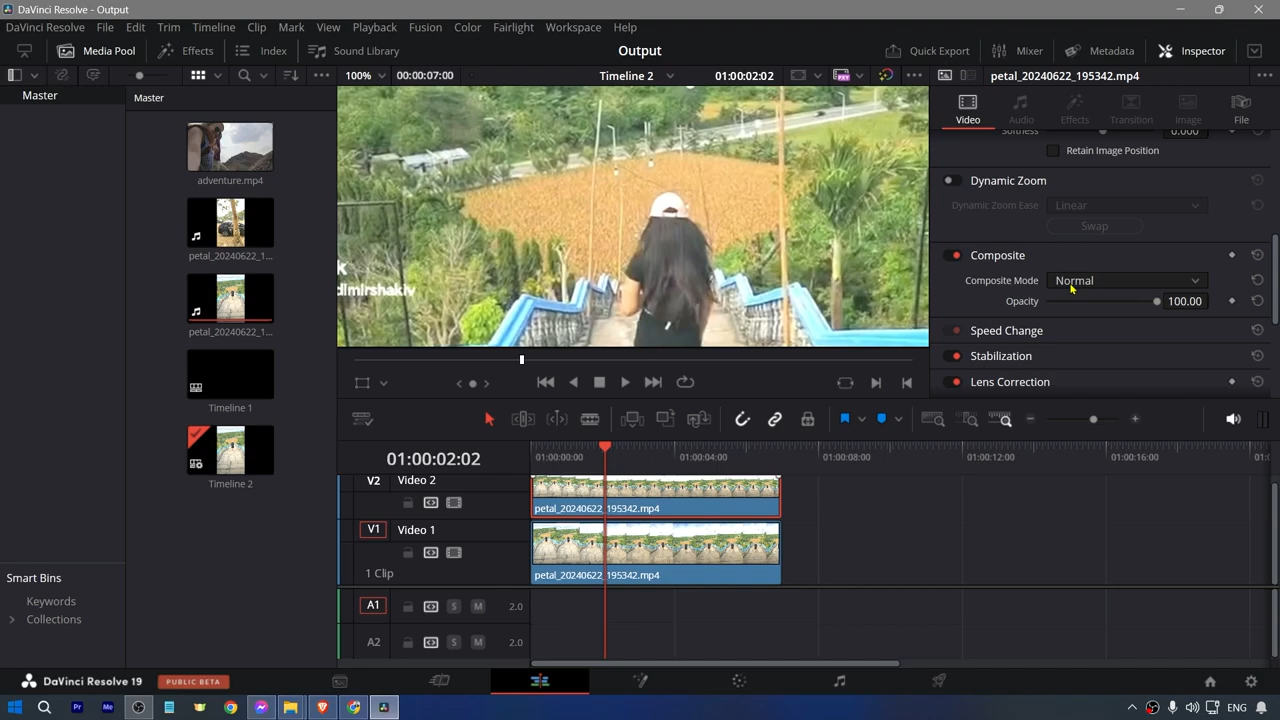 DaVinci Resolve Studio - Output
DaVinci Resolve File Edit Trim Timeline Clip Mark View Playback Fusion Color Fairlight Workspace Help
Media Pool Effects Index Sound Library Output Quick Export Mixer Metadata Inspector
100% 00:00:07:00 Timeline 2 01:00:02:02 petal_20240622_195342.mp4
Master
Master
Video Audio Effects Transition Image File
Softness 0.000
Retain Image Position
adventure.mp4
Dynamic Zoom
Dynamic Zoom Ease Linear
Swap
petal_20240622_1...
Composite
Composite Mode Normal
Opacity 100.00
petal_20240622_1...
Speed Change
Stabilization
Lens Correction
Timeline 1
01:00:02:02
01:00:00:00 01:00:04:00 01:00:08:00 01:00:12:00 01:00:16:00
Timeline 2
V2 Video 2
petal_20240622_195342.mp4
V1 Video 1
1 Clip
petal_20240622_195342.mp4
Smart Bins
Keywords
Collections
A1 S M 2.0
A2 S M 2.0
DaVinci Resolve 19 PUBLIC BETA
Pr Me ENG